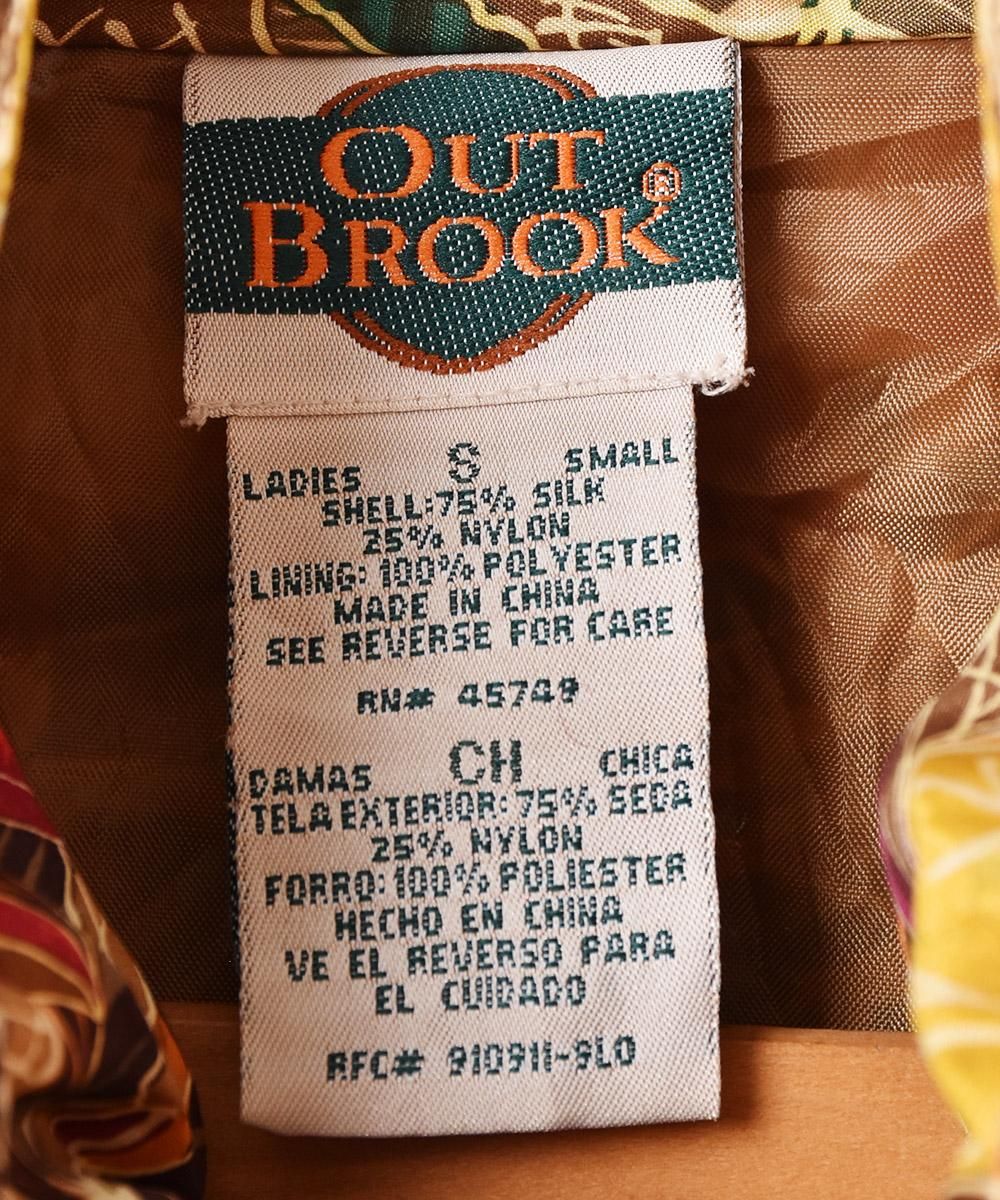 OUT
BROOK®
LADIES S SMALL
SHELL:75% SILK
25% NYLON
LINING: 100% POLYESTER
MADE IN CHINA
SEE REVERSE FOR CARE
RN# 45749
DAMAS CH CHICA
TELA EXTERIOR: 75% SEDA
25% NYLON
FORRO: 100% POLIESTER
HECHO EN CHINA
VE EL REVERSO PARA
EL CUIDADO
RFC# 910911-9L0